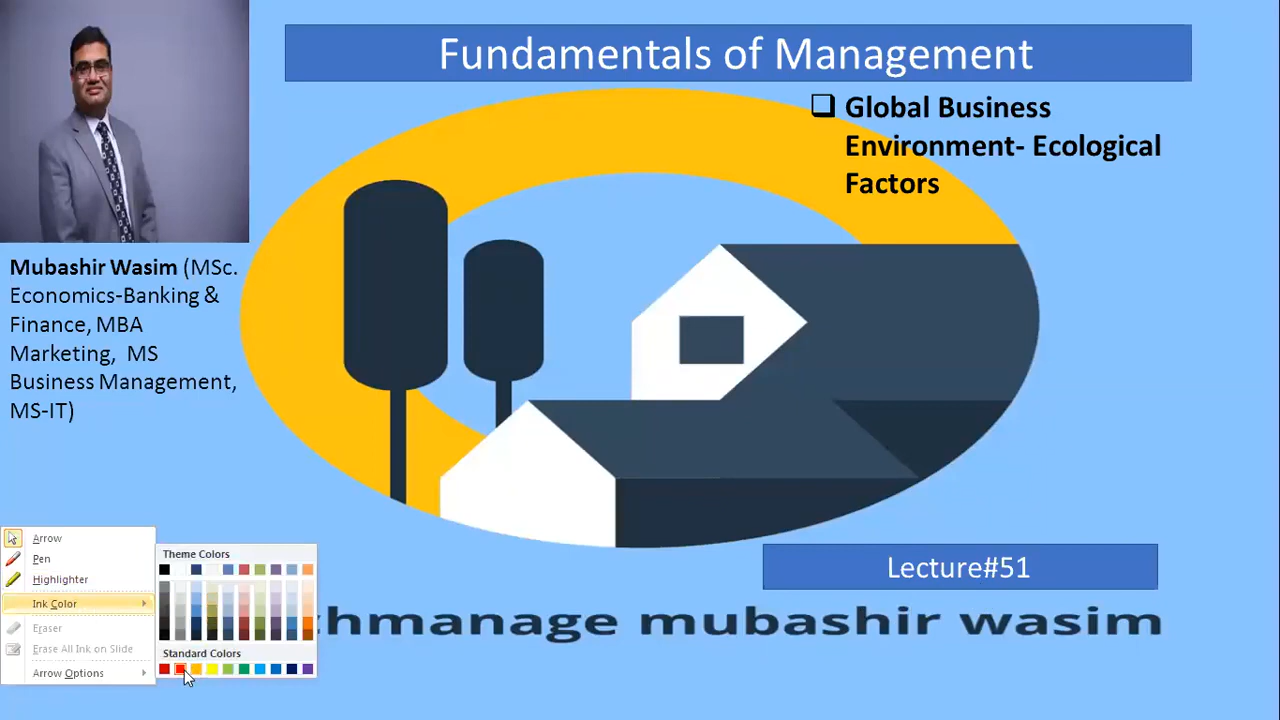 Fundamentals of Management
Global Business
Environment- Ecological
Factors
Mubashir Wasim (MSc.
Economics-Banking &
Finance, MBA
Marketing, MS
Business Management,
MS-IT)
Arrow
Pen
Highlighter
Ink Color
Eraser
Erase All Ink on Slide
Arrow Options
Theme Colors
Standard Colors
Lecture#51
mubashir wasim